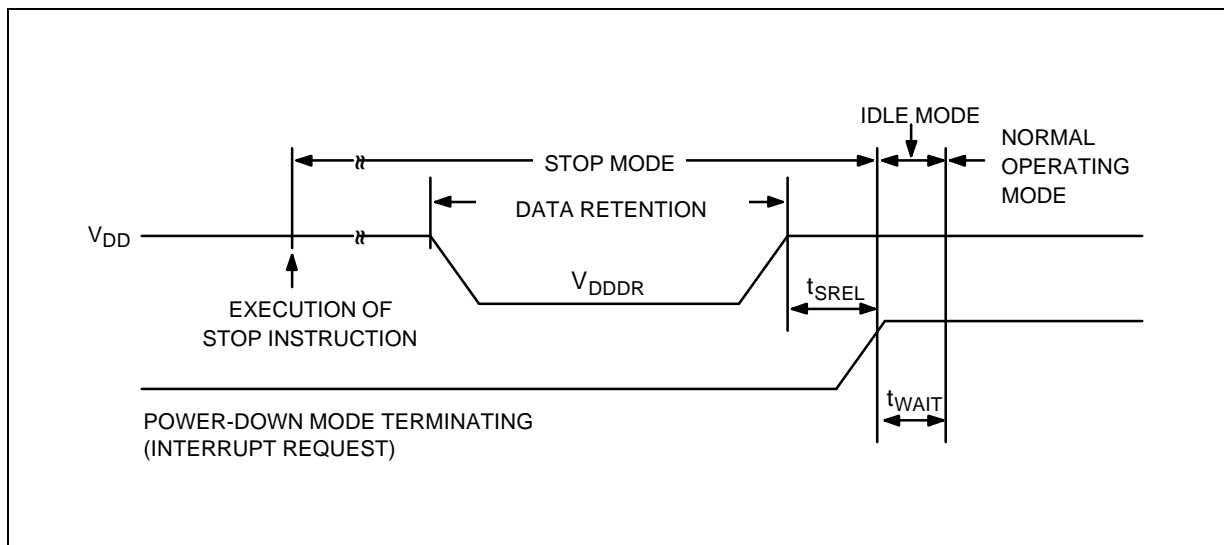 IDLE MODE
STOP MODE
NORMAL
OPERATING
MODE
DATA RETENTION
VDD
VDDDR
tSREL
EXECUTION OF
STOP INSTRUCTION
tWAIT
POWER-DOWN MODE TERMINATING
(INTERRUPT REQUEST)